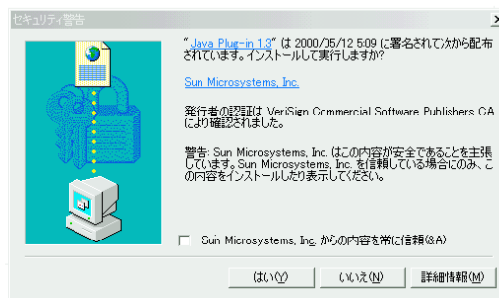 セキュリティ警告
"Java Plug-in 1.3" は 2000/05/12 5:09 に署名されて次から配布
されています。インストールして実行しますか?
Sun Microsystems, Inc.
発行者の認証は VeriSign Commercial Software Publishers CA
により確認されました。
警告: Sun Microsystems, Inc. はこの内容が安全であることを主張
しています。Sun Microsystems, Inc. を信頼している場合にのみ、こ
の内容をインストールしたり表示してください。
Sun Microsystems, Inc. からの内容を常に信頼(&A)
はい(Y)
いいえ(N)
詳細情報(M)